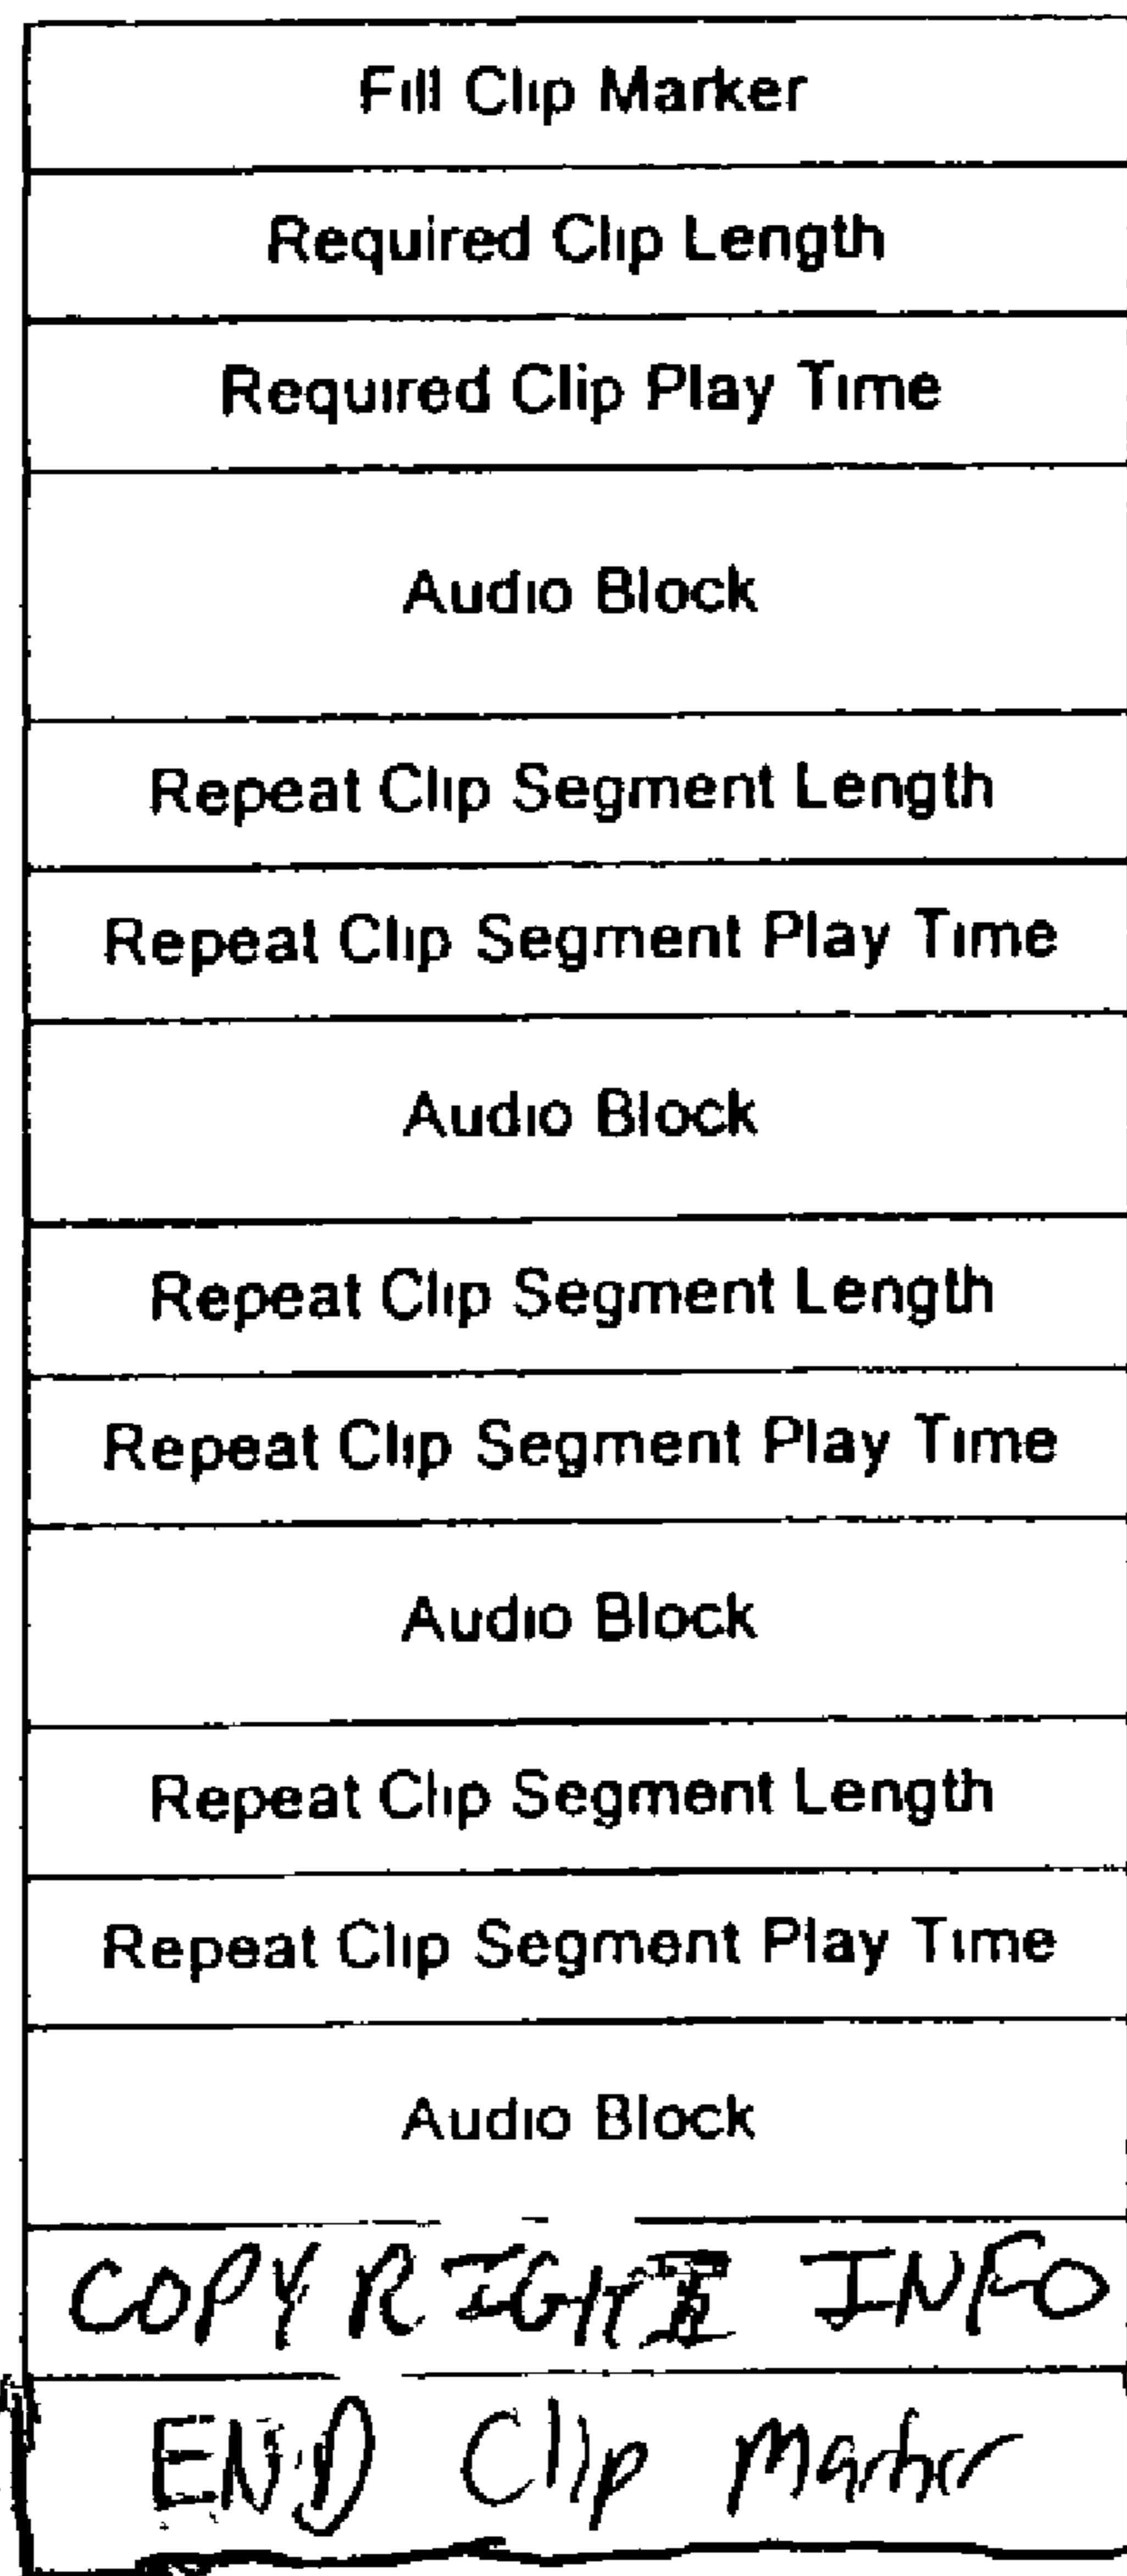 Fill Clip Marker
Required Clip Length
Required Clip Play Time
Audio Block
Repeat Clip Segment Length
Repeat Clip Segment Play Time
Audio Block
Repeat Clip Segment Length
Repeat Clip Segment Play Time
Audio Block
Repeat Clip Segment Length
Repeat Clip Segment Play Time
Audio Block
COPYRIGHT INFO
END Clip Marker